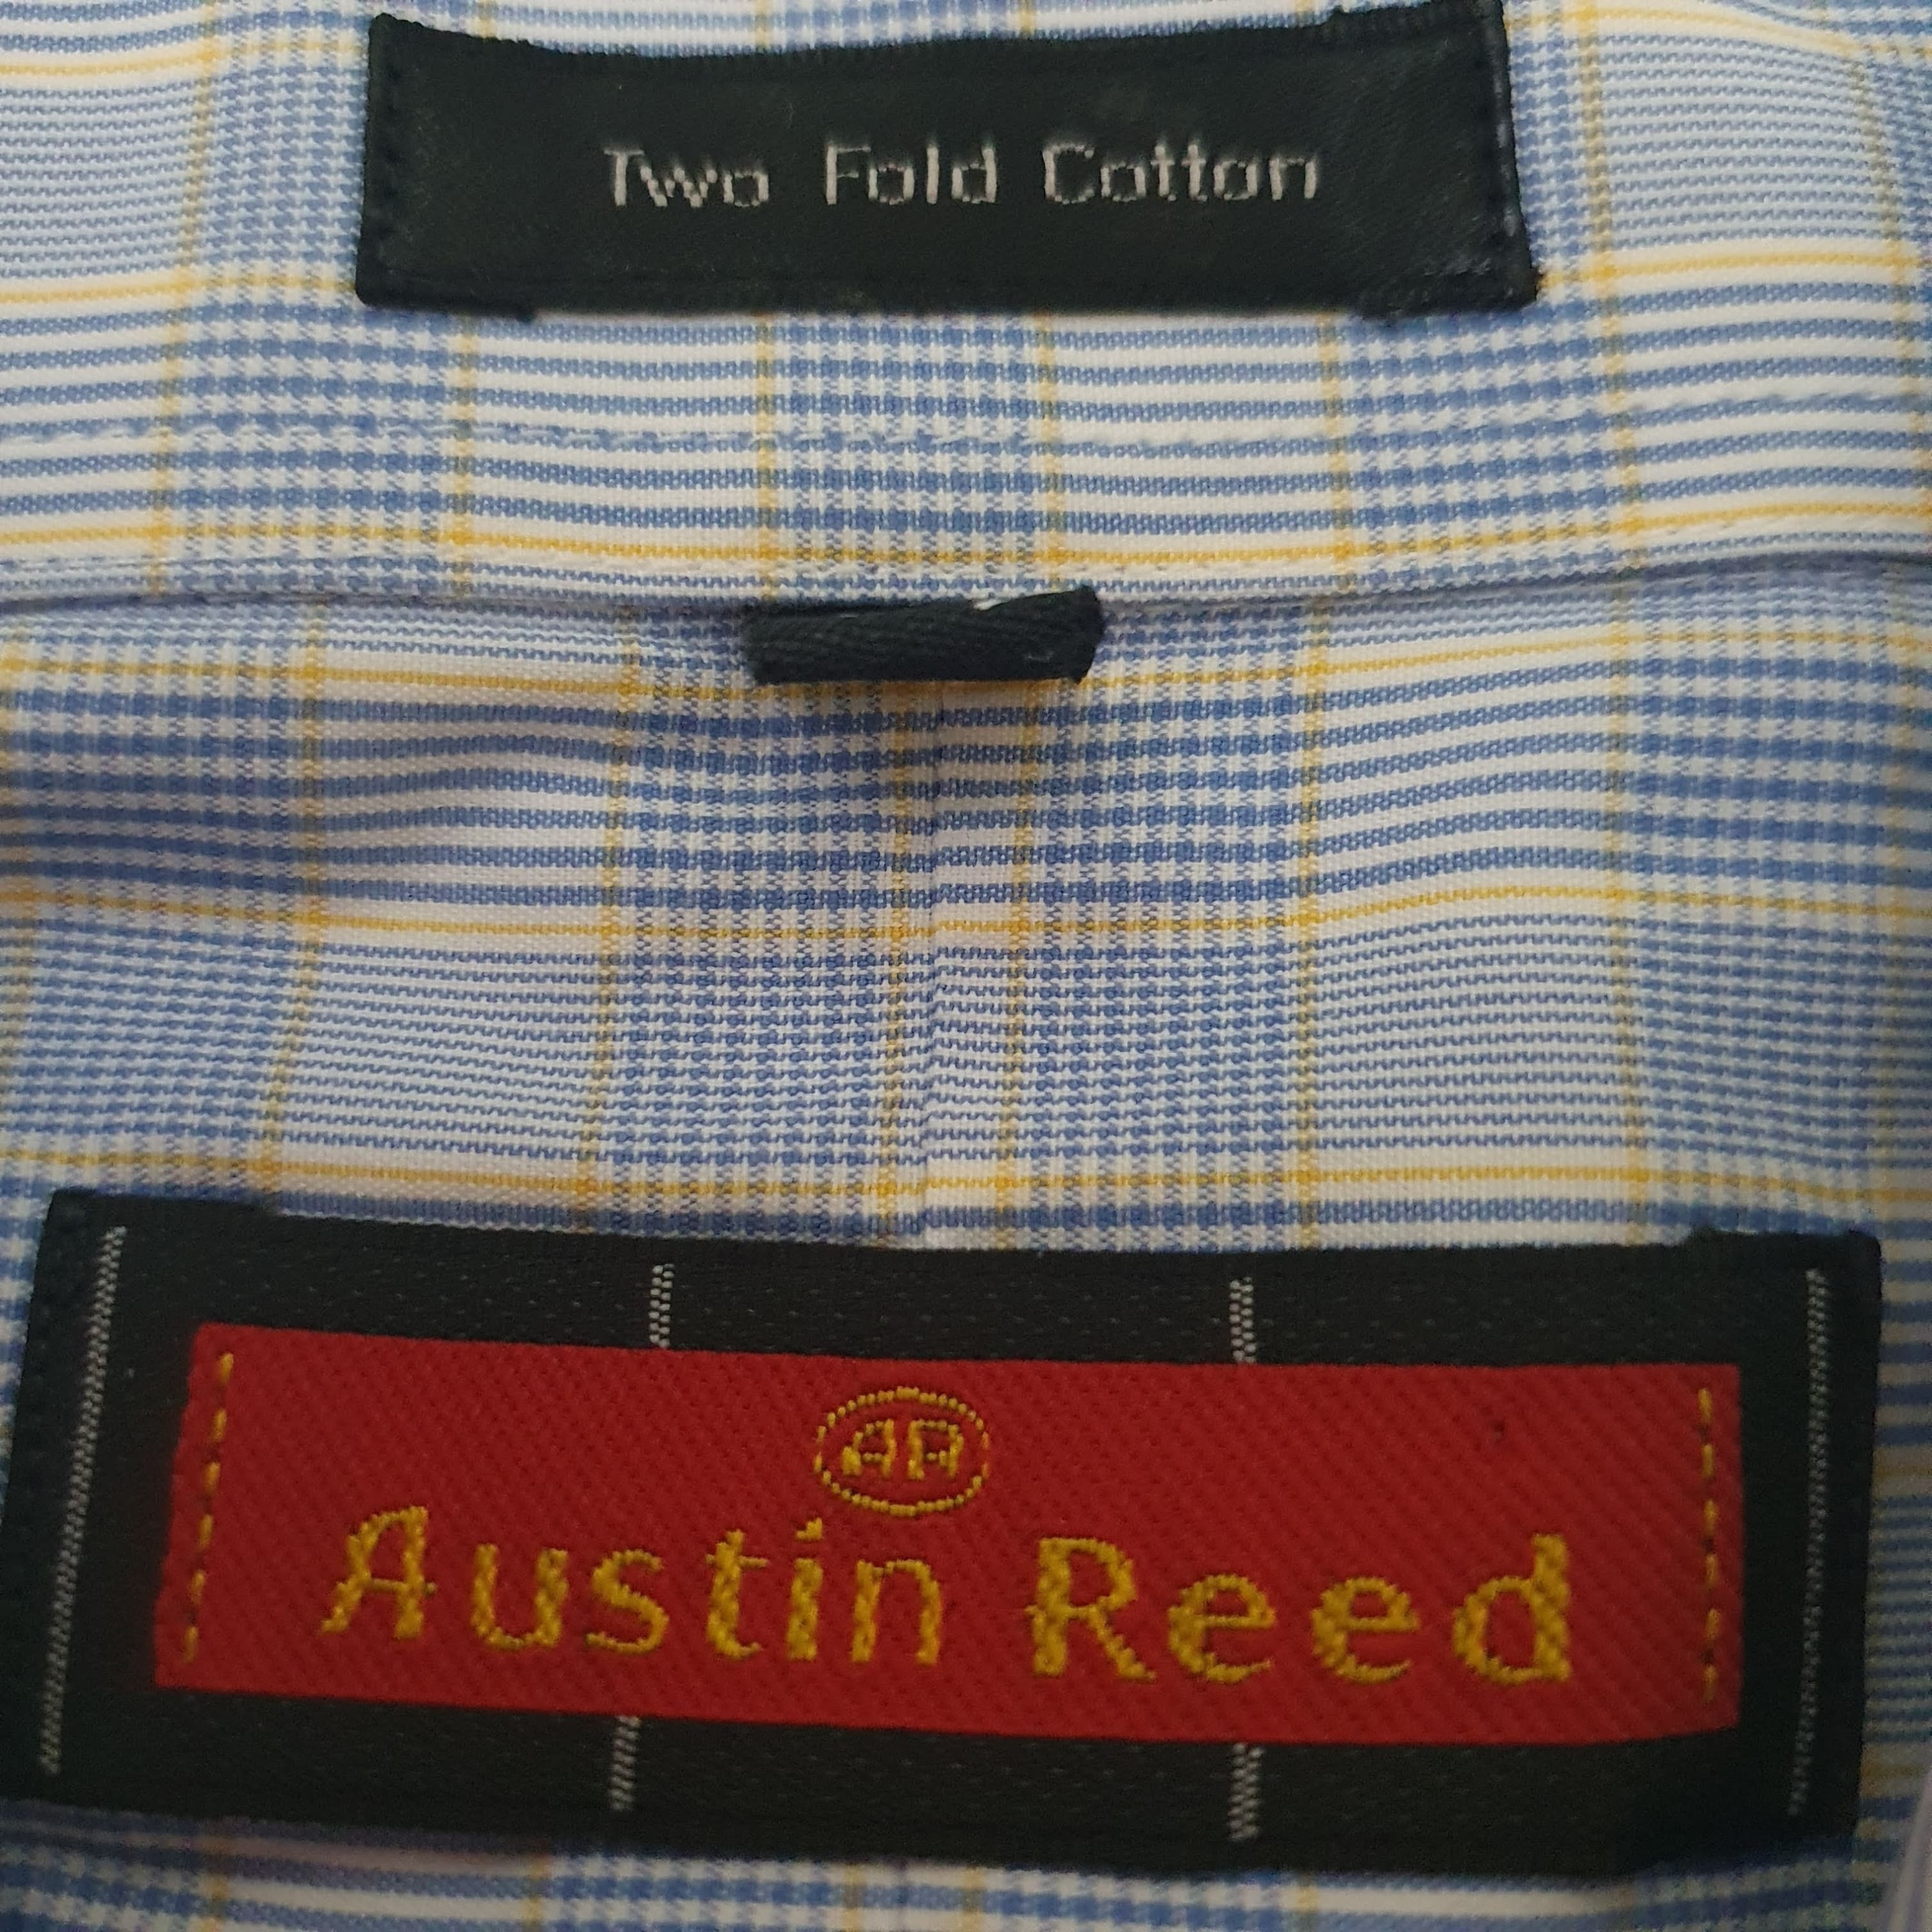 Two Fold Cotton
AR
Austin Reed